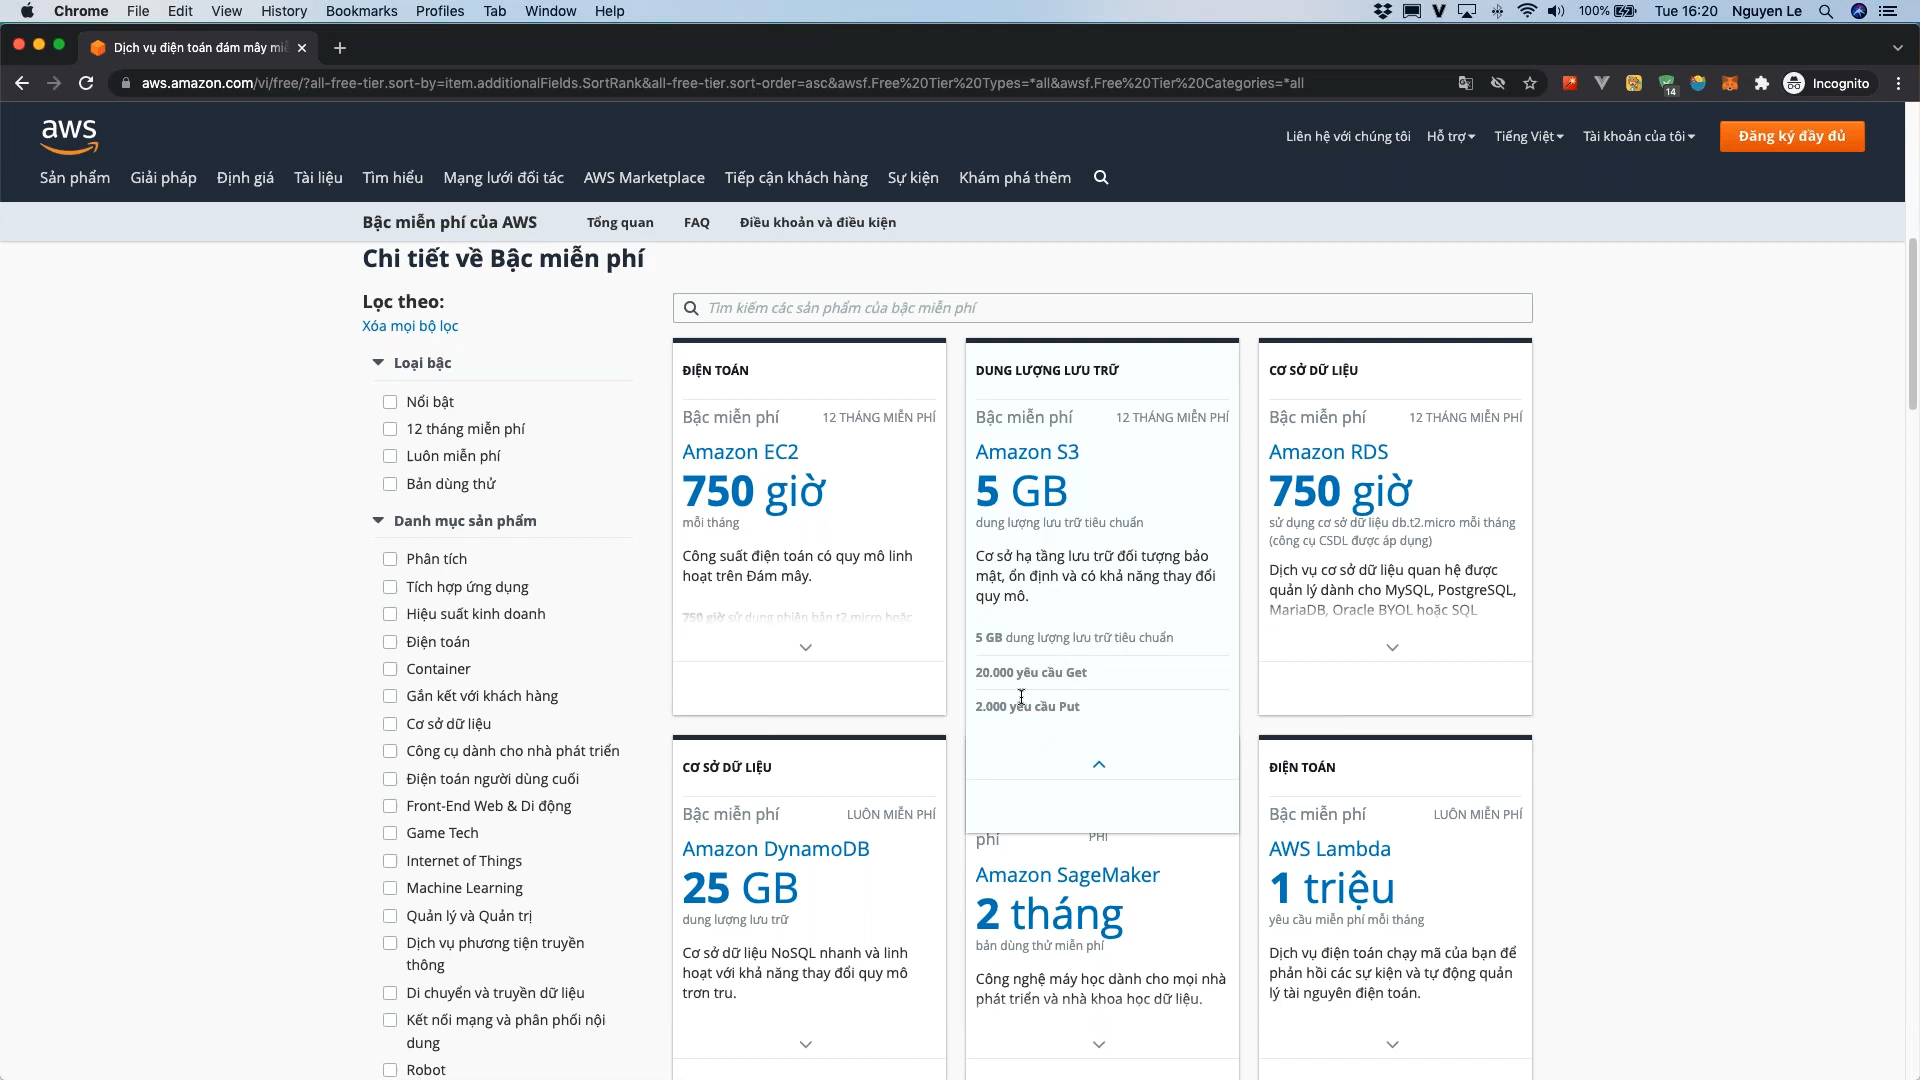 Chrome File Edit View History Bookmarks Profiles Tab Window Help
100% Tue 16:20 Nguyen Le
Dịch vụ điện toán đám mây miễ
aws.amazon.com/vi/free/?all-free-tier.sort-by=item.additionalFields.SortRank&all-free-tier.sort-order=asc&awsf.Free%20Tier%20Types=*all&awsf.Free%20Tier%20Categories=*all
14
Incognito
aws
Liên hệ với chúng tôi Hỗ trợ Tiếng Việt Tài khoản của tôi Đăng ký đầy đủ
Sản phẩm Giải pháp Định giá Tài liệu Tìm hiểu Mạng lưới đối tác AWS Marketplace Tiếp cận khách hàng Sự kiện Khám phá thêm
Bậc miễn phí của AWS Tổng quan FAQ Điều khoản và điều kiện
Chi tiết về Bậc miễn phí
Lọc theo:
Xóa mọi bộ lọc
Loại bậc
Nổi bật
12 tháng miễn phí
Luôn miễn phí
Bản dùng thử
Danh mục sản phẩm
Phân tích
Tích hợp ứng dụng
Hiệu suất kinh doanh
Điện toán
Container
Gắn kết với khách hàng
Cơ sở dữ liệu
Công cụ dành cho nhà phát triển
Điện toán người dùng cuối
Front-End Web & Di động
Game Tech
Internet of Things
Machine Learning
Quản lý và Quản trị
Dịch vụ phương tiện truyền
thông
Di chuyển và truyền dữ liệu
Kết nối mạng và phân phối nội
dung
Robot
Tìm kiếm các sản phẩm của bậc miễn phí
ĐIỆN TOÁN
Bậc miễn phí 12 THÁNG MIỄN PHÍ
Amazon EC2
750 giờ
mỗi tháng
Công suất điện toán có quy mô linh
hoạt trên Đám mây.
750 giờ sử dụng phiên bản t2.micro hoặc
DUNG LƯỢNG LƯU TRỮ
Bậc miễn phí 12 THÁNG MIỄN PHÍ
Amazon S3
5 GB
dung lượng lưu trữ tiêu chuẩn
Cơ sở hạ tầng lưu trữ đối tượng bảo
mật, ổn định và có khả năng thay đổi
quy mô.
5 GB dung lượng lưu trữ tiêu chuẩn
20.000 yêu cầu Get
2.000 yêu cầu Put
CƠ SỞ DỮ LIỆU
Bậc miễn phí 12 THÁNG MIỄN PHÍ
Amazon RDS
750 giờ
sử dụng cơ sở dữ liệu db.t2.micro mỗi tháng
(công cụ CSDL được áp dụng)
Dịch vụ cơ sở dữ liệu quan hệ được
quản lý dành cho MySQL, PostgreSQL,
MariaDB, Oracle BYOL hoặc SQL
CƠ SỞ DỮ LIỆU
Bậc miễn phí LUÔN MIỄN PHÍ
Amazon DynamoDB
25 GB
dung lượng lưu trữ
Cơ sở dữ liệu NoSQL nhanh và linh
hoạt với khả năng thay đổi quy mô
trơn tru.
phí PHÍ
Amazon SageMaker
2 tháng
bản dùng thử miễn phí
Công nghệ máy học dành cho mọi nhà
phát triển và nhà khoa học dữ liệu.
ĐIỆN TOÁN
Bậc miễn phí LUÔN MIỄN PHÍ
AWS Lambda
1 triệu
yêu cầu miễn phí mỗi tháng
Dịch vụ điện toán chạy mã của bạn để
phản hồi các sự kiện và tự động quản
lý tài nguyên điện toán.